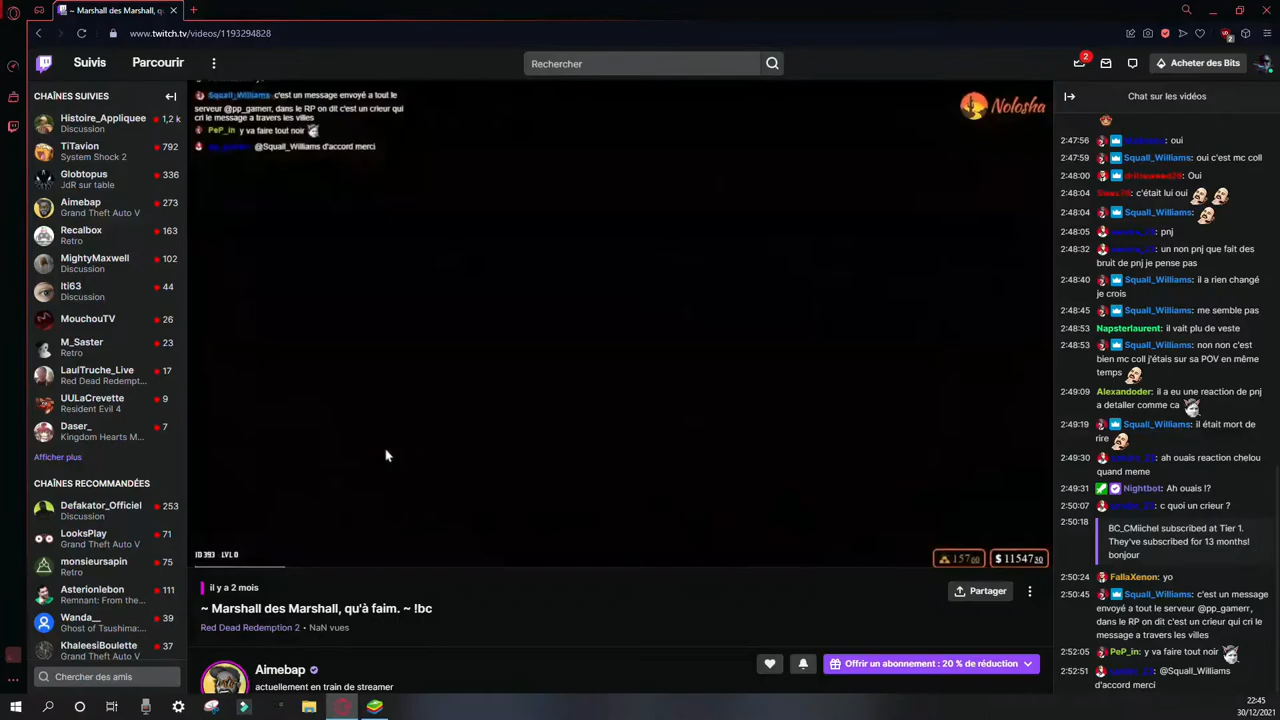 ~ Marshall des Marshall, qu
www.twitch.tv/videos/1193294828
Suivis
Parcourir
Rechercher
2
Acheter des Bits
CHAÎNES SUIVIES
Histoire_Appliquee 1,2 k
Discussion
TiTavion 792
System Shock 2
Globtopus 336
JdR sur table
Aimebap 273
Grand Theft Auto V
Recalbox 163
Retro
MightyMaxwell 102
Discussion
Iti63 44
Discussion
MouchouTV 26
M_Saster 23
Retro
LaulTruche_Live 17
Red Dead Redempt...
UULaCrevette 9
Resident Evil 4
Daser_ 7
Kingdom Hearts M...
Afficher plus
CHAÎNES RECOMMANDÉES
Defakator_Officiel 253
Discussion
LooksPlay 71
Grand Theft Auto V
monsieursapin 75
Retro
Asterionlebon 111
Remnant: From the...
Wanda__ 39
Ghost of Tsushima:...
KhaleesiBoulette 37
Grand Theft Auto V
Chercher des amis
Squall_Williams c'est un message envoyé a tout le
serveur @pp_gamerr, dans le RP on dit c'est un crieur qui
cri le message a travers les villes
PeP_in y va faire tout noir
@Squall_Williams d'accord merci
Nolosha
ID 393 LVL 0
157
$ 11547 30
il y a 2 mois
~ Marshall des Marshall, qu'à faim. ~ !bc
Red Dead Redemption 2 • NaN vues
Partager
Aimebap
actuellement en train de streamer
Offrir un abonnement : 20 % de réduction
Chat sur les vidéos
2:47:56 : oui
2:47:59 Squall_Williams: oui c'est mc coll
2:48:00 : Oui
2:48:04 : c'était lui oui
2:48:04 Squall_Williams:
2:48:05 : pnj
2:48:32 : un non pnj que fait des
bruit de pnj je pense pas
2:48:40 Squall_Williams: il a rien changé
je crois
2:48:45 Squall_Williams: me semble pas
2:48:53 Napsterlaurent: il vait plu de veste
2:48:53 Squall_Williams: non non c'est
bien mc coll j'étais sur sa POV en même
temps
2:49:09 Alexandoder: il a eu une reaction de pnj
a detaller comme ca
2:49:19 Squall_Williams: il était mort de
rire
2:49:30 : ah ouais reaction chelou
quand meme
2:49:31 Nightbot: Ah ouais !?
2:50:07 : c quoi un crieur ?
2:50:18
BC_CMiichel subscribed at Tier 1.
They've subscribed for 13 months!
bonjour
2:50:24 FallaXenon: yo
2:50:45 Squall_Williams: c'est un message
envoyé a tout le serveur @pp_gamerr,
dans le RP on dit c'est un crieur qui cri le
message a travers les villes
2:52:05 PeP_in: y va faire tout noir
2:52:51 : @Squall_Williams
d'accord merci
22:45
30/12/2021